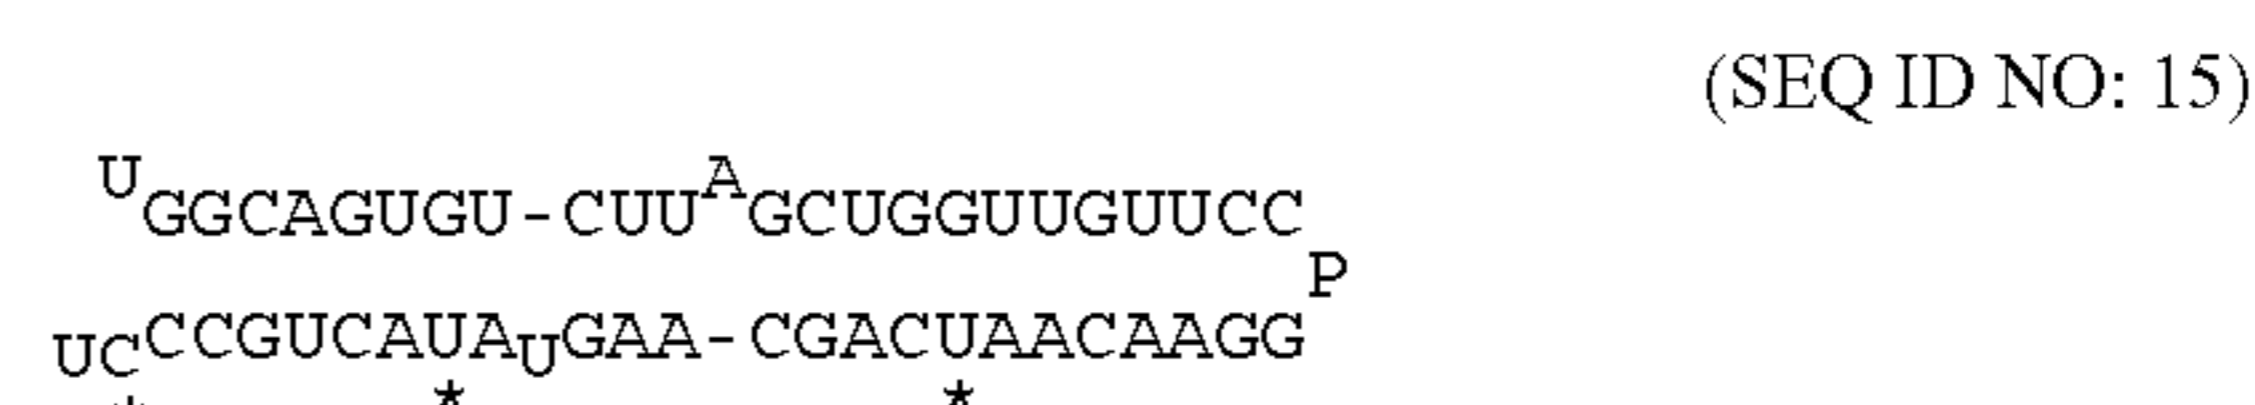 (SEQ ID NO: 15)
UGGCAGUGU-CUUAGCUGGUUGUUCC
P
UCCCGUCAUAUGAA-CGACUAACAAGG
* * *